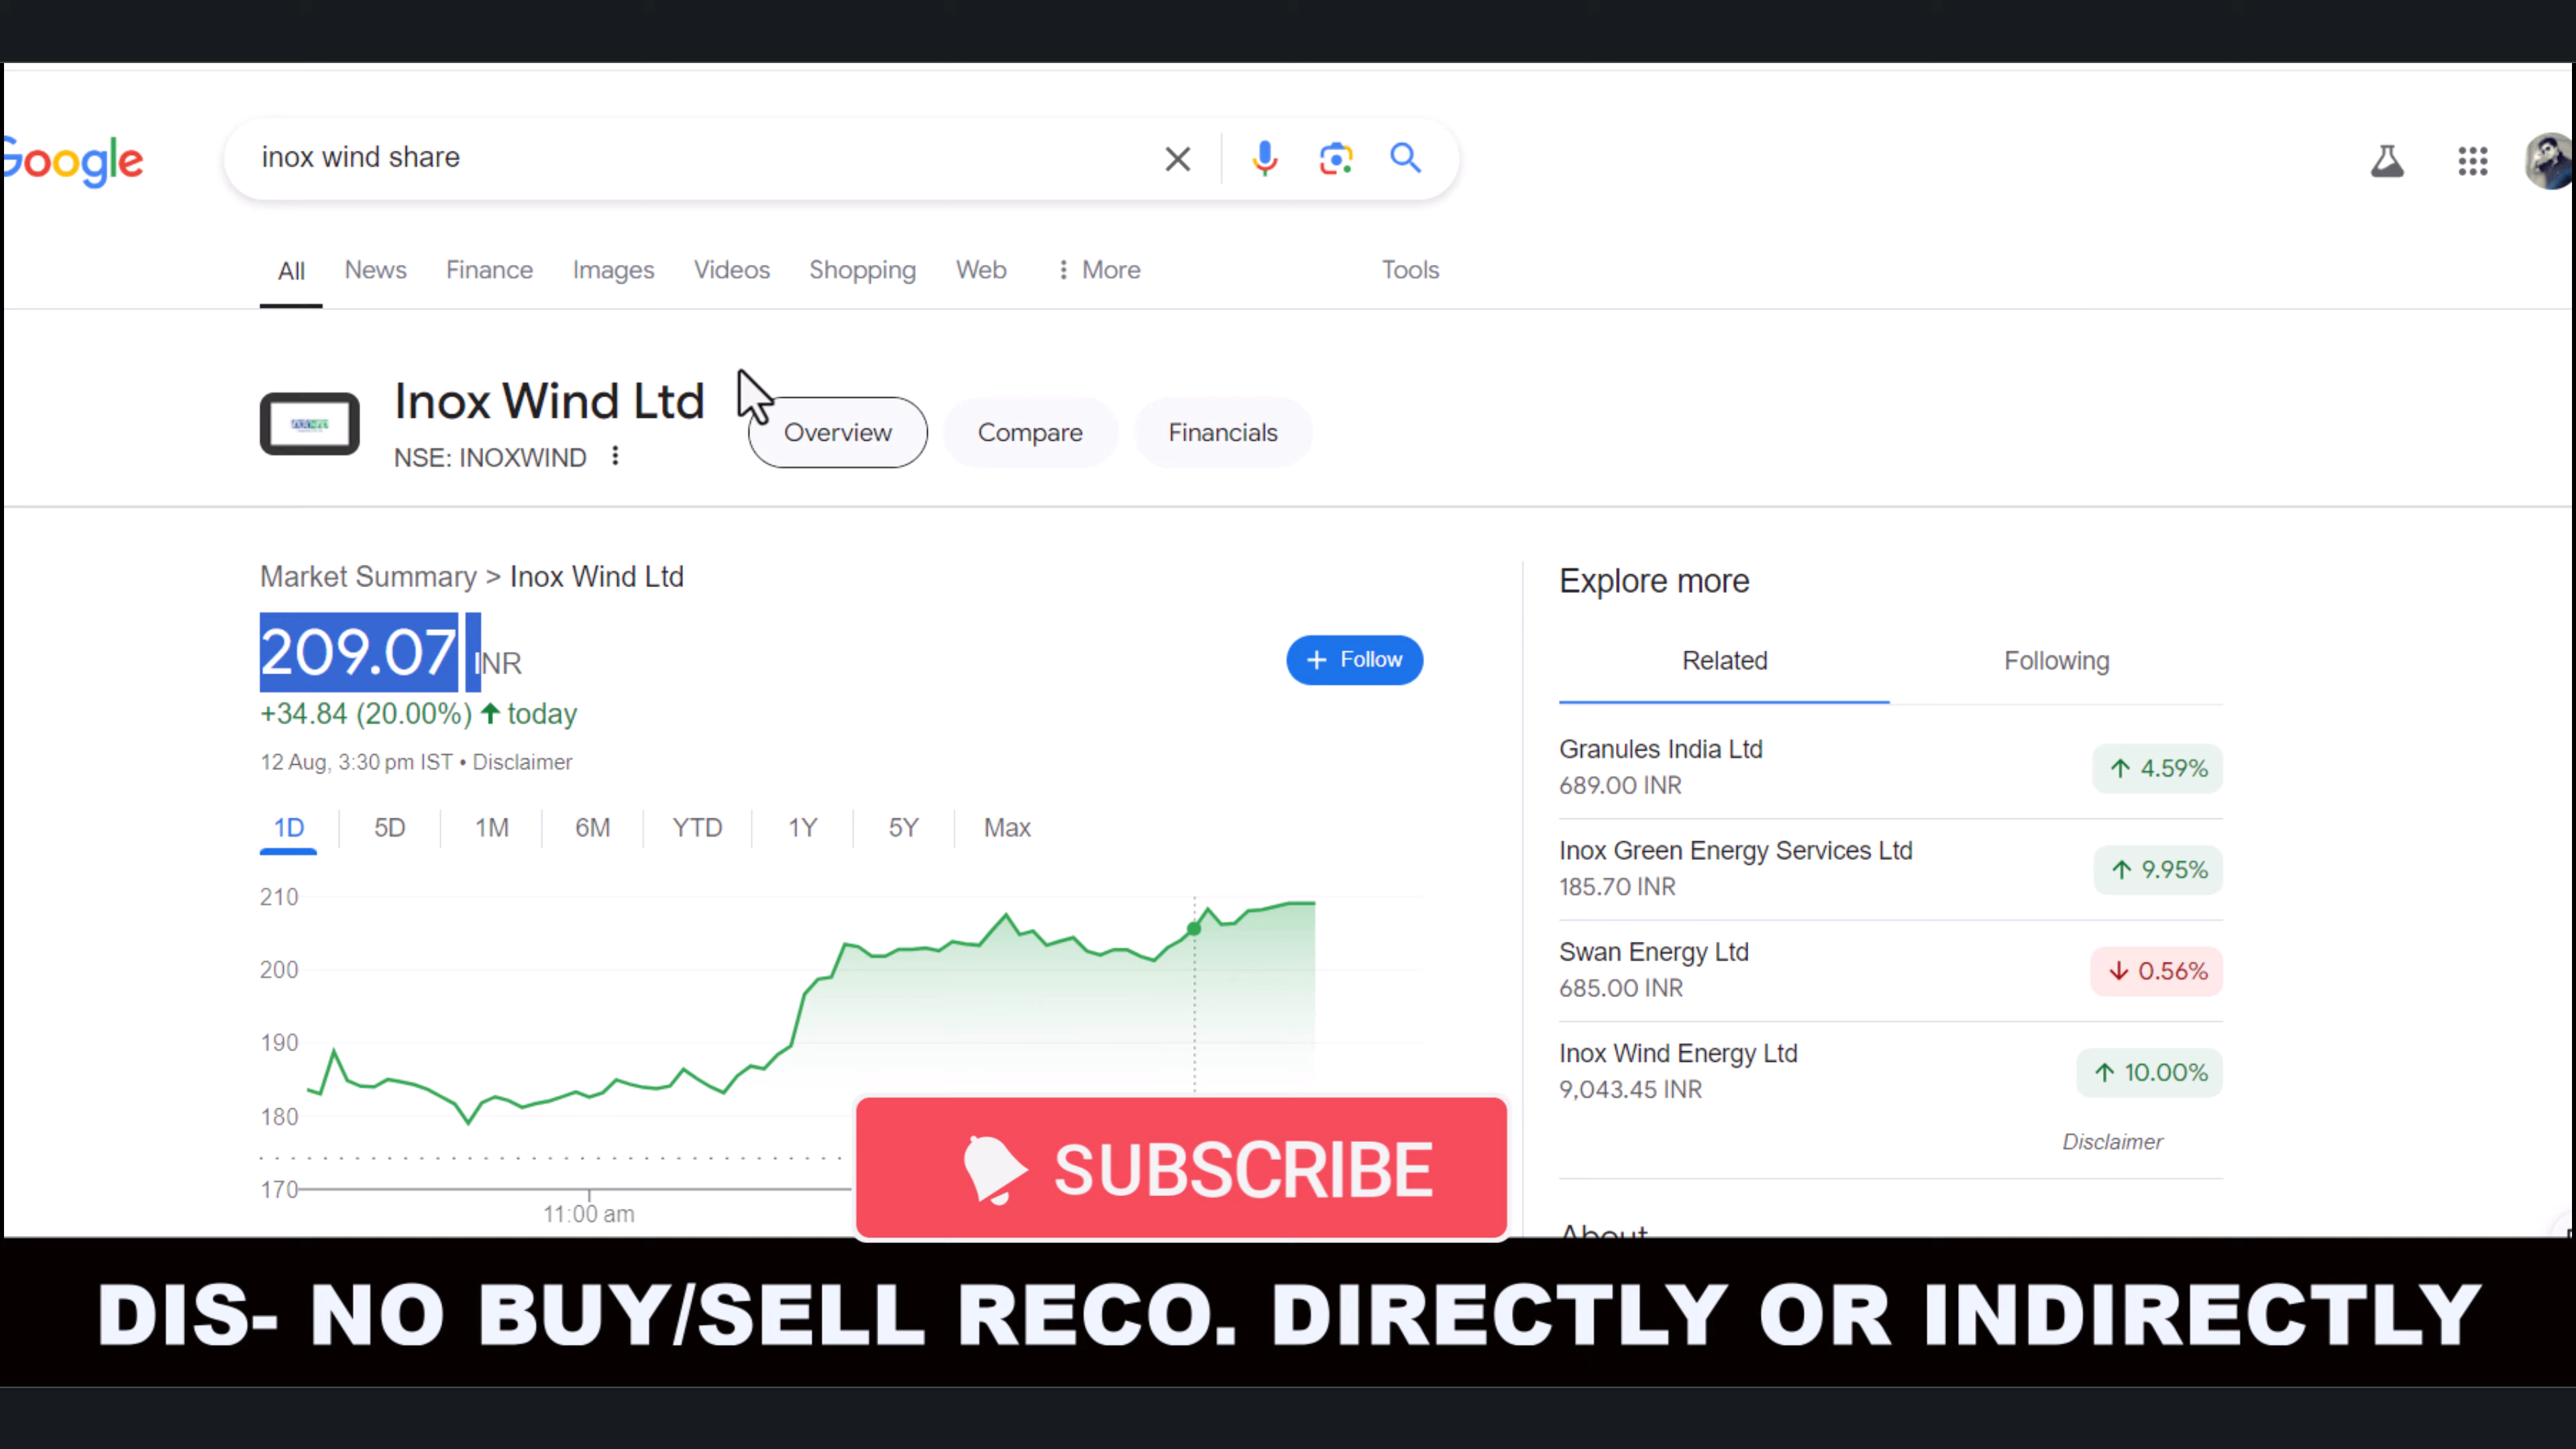 Google
inox wind share
All News Finance Images Videos Shopping Web More Tools
Inox Wind Ltd
NSE: INOXWIND
Overview Compare Financials
Market Summary > Inox Wind Ltd
209.07 INR
+34.84 (20.00%) ↑ today
12 Aug, 3:30 pm IST • Disclaimer
+ Follow
1D 5D 1M 6M YTD 1Y 5Y Max
210
200
190
180
170
11:00 am
Explore more
Related Following
Granules India Ltd
689.00 INR
↑ 4.59%
Inox Green Energy Services Ltd
185.70 INR
↑ 9.95%
Swan Energy Ltd
685.00 INR
↓ 0.56%
Inox Wind Energy Ltd
9,043.45 INR
↑ 10.00%
Disclaimer
About
SUBSCRIBE
DIS- NO BUY/SELL RECO. DIRECTLY OR INDIRECTLY